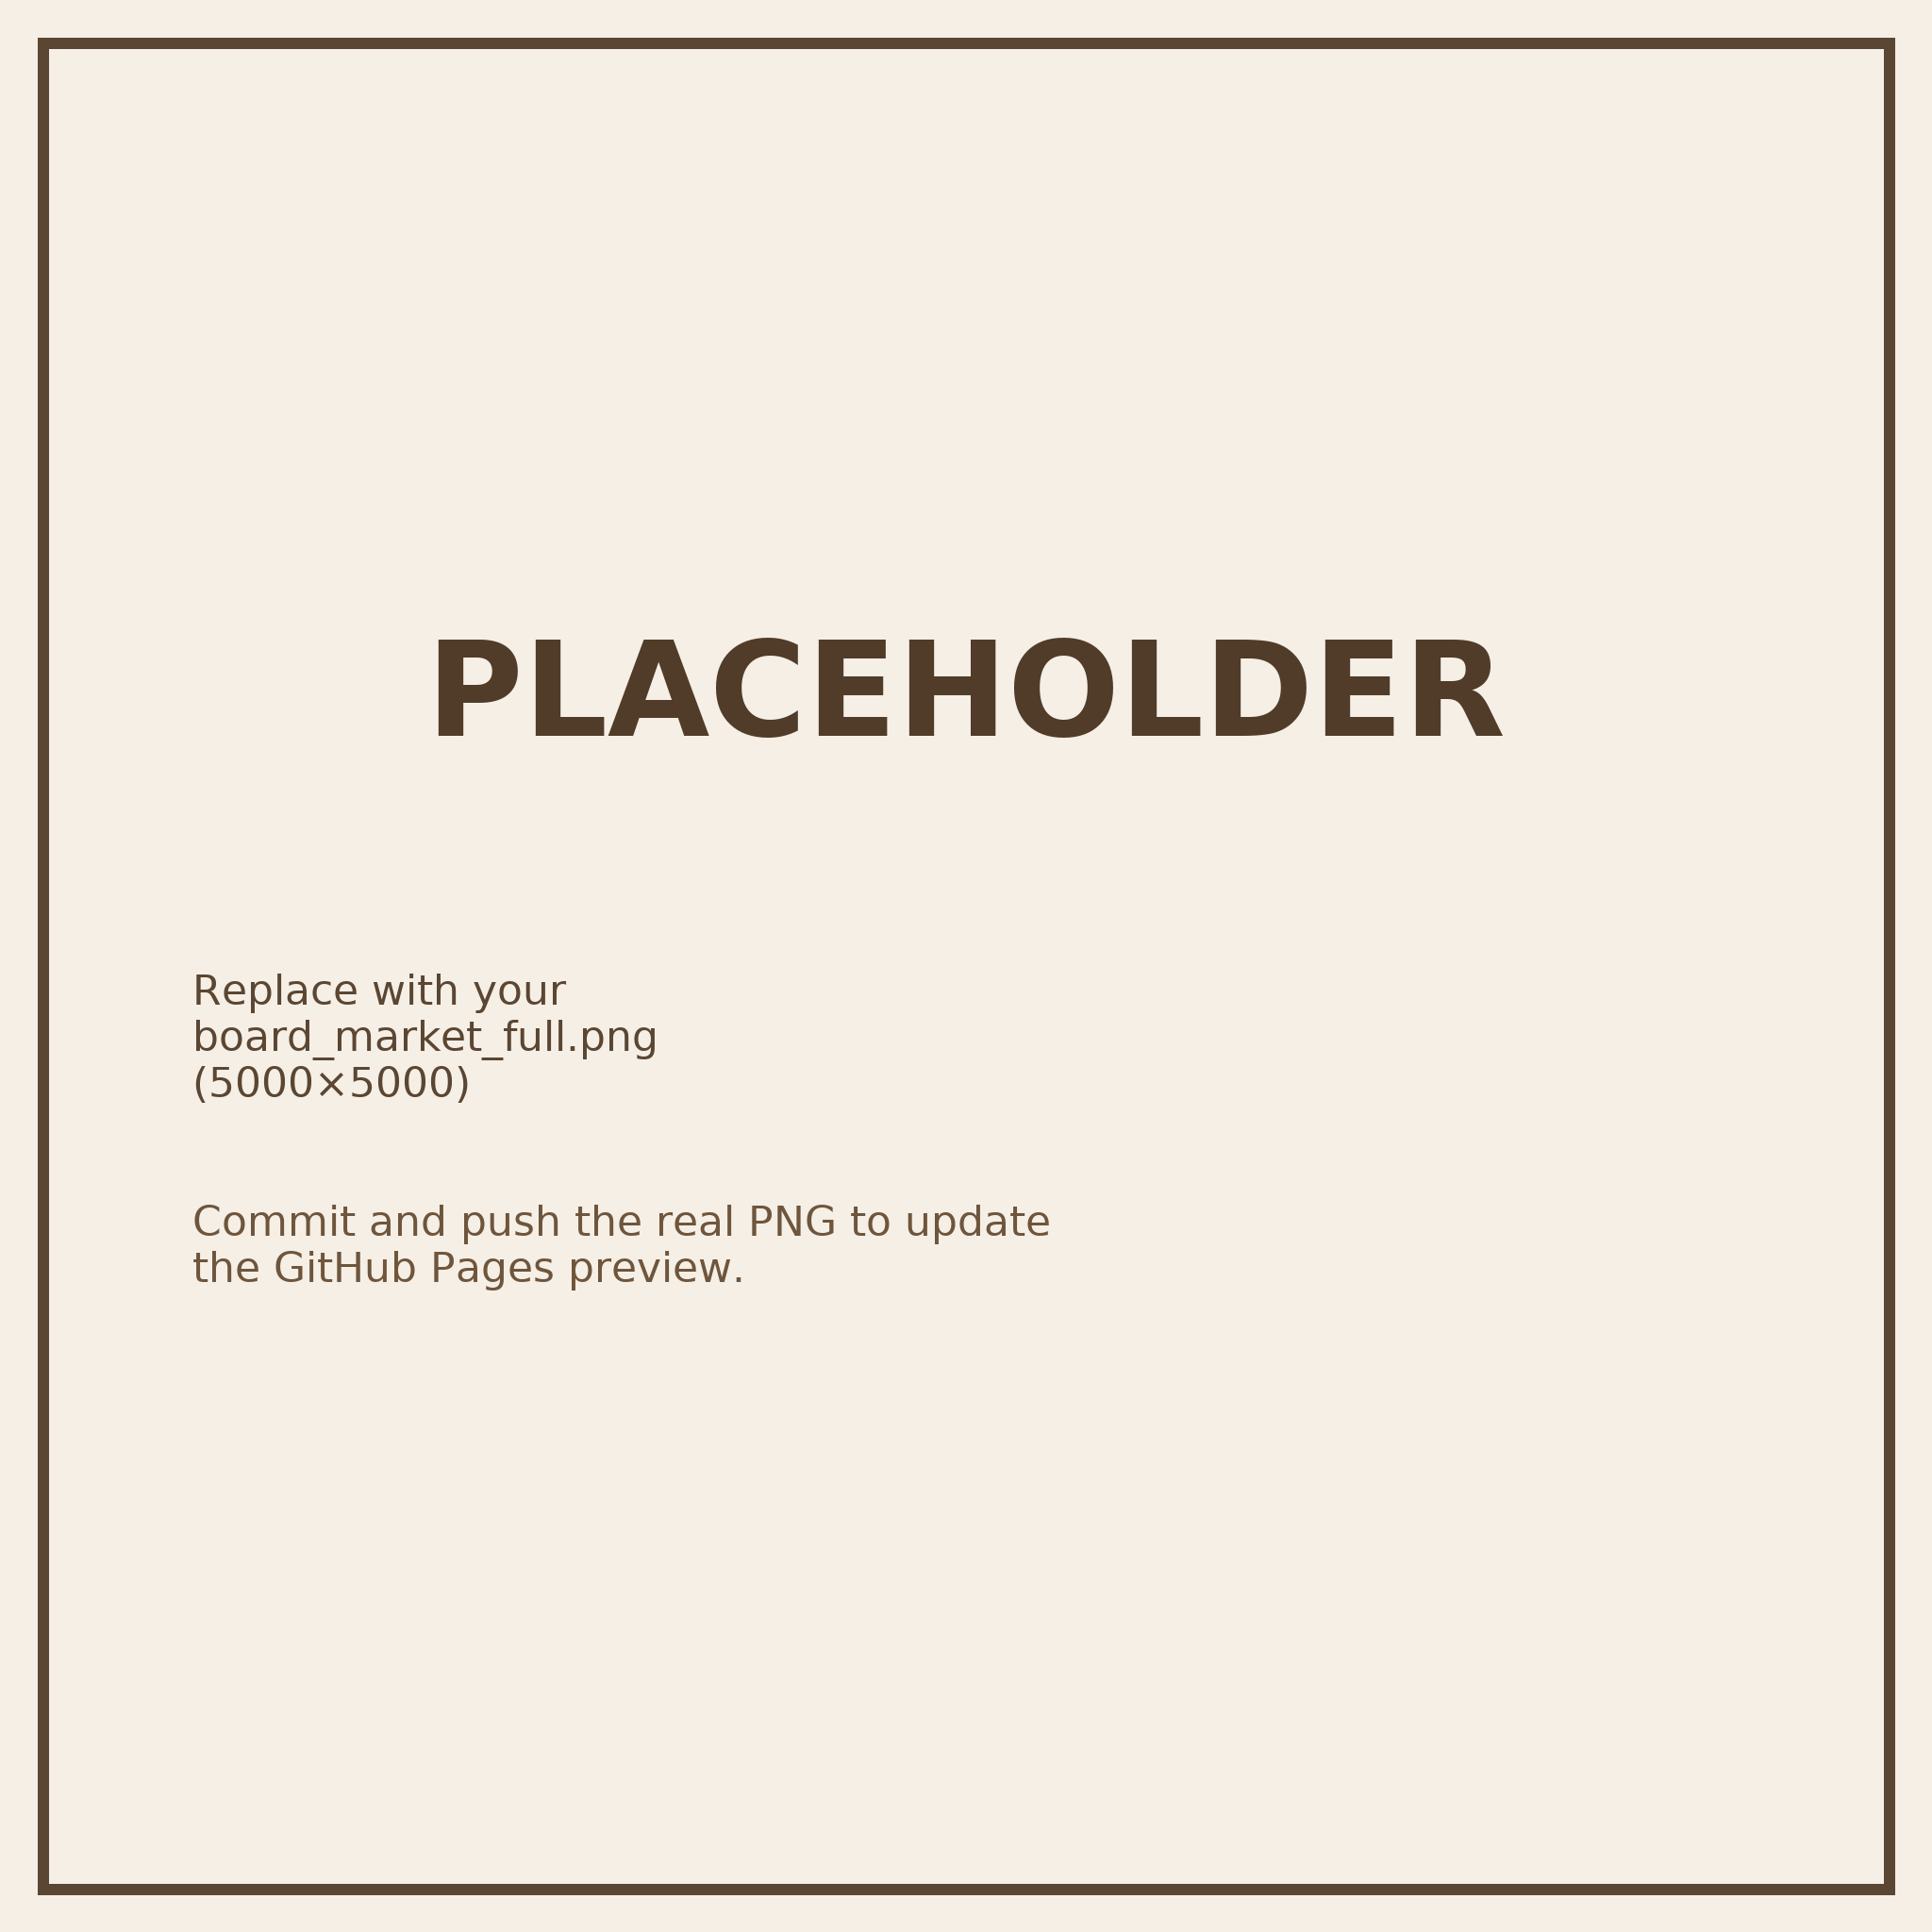 PLACEHOLDER
Replace with your
board_market_full.png
(5000×5000)
Commit and push the real PNG to update
the GitHub Pages preview.